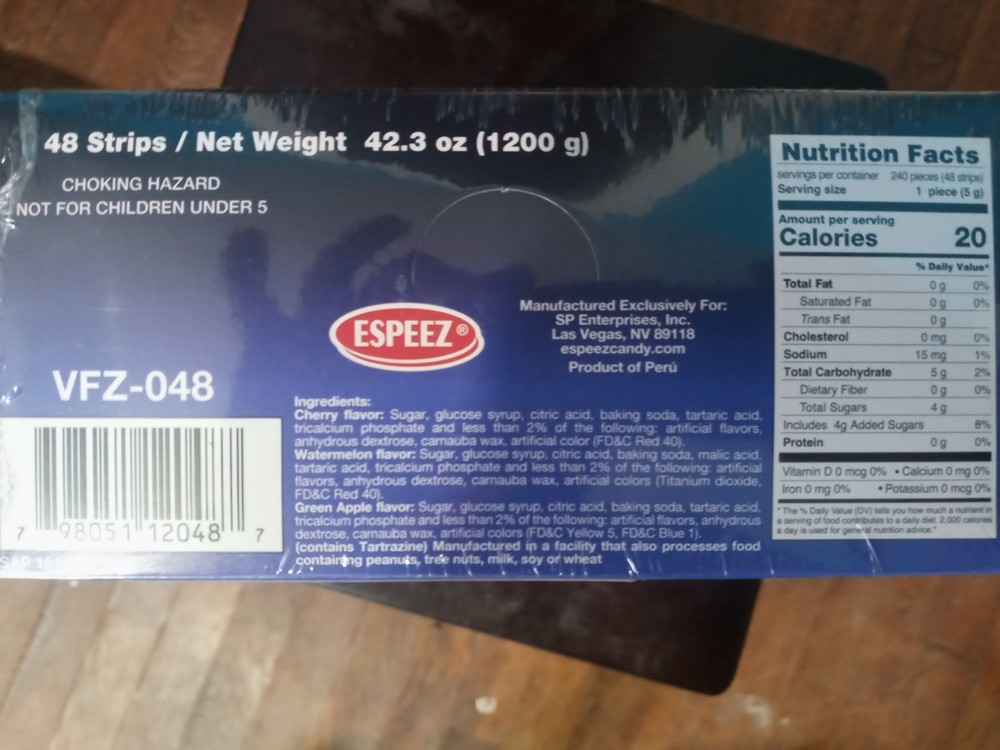 48 Strips / Net Weight 42.3 oz (1200 g)
CHOKING HAZARD
NOT FOR CHILDREN UNDER 5
ESPEEZ®
Manufactured Exclusively For:
SP Enterprises, Inc.
Las Vegas, NV 89118
espeezcandy.com
Product of Perú
VFZ-048
7 98051 12048 7
Ingredients:
Cherry flavor: Sugar, glucose syrup, citric acid, baking soda, tartaric acid,
tricalcium phosphate and less than 2% of the following: artificial flavors,
anhydrous dextrose, carnauba wax, artificial color (FD&C Red 40).
Watermelon flavor: Sugar, glucose syrup, citric acid, baking soda, malic acid,
tartaric acid, tricalcium phosphate and less than 2% of the following: artificial
flavors, anhydrous dextrose, carnauba wax, artificial colors (Titanium dioxide,
FD&C Red 40).
Green Apple flavor: Sugar, glucose syrup, citric acid, baking soda, tartaric acid,
tricalcium phosphate and less than 2% of the following: artificial flavors, anhydrous
dextrose, carnauba wax, artificial colors (FD&C Yellow 5, FD&C Blue 1).
(contains Tartrazine) Manufactured in a facility that also processes food
containing peanuts, tree nuts, milk, soy or wheat
Nutrition Facts
servings per container 240 pieces (48 strips)
Serving size 1 piece (5 g)
Amount per serving
Calories 20
% Daily Value*
Total Fat 0 g 0%
Saturated Fat 0 g 0%
Trans Fat 0 g
Cholesterol 0 mg 0%
Sodium 15 mg 1%
Total Carbohydrate 5 g 2%
Dietary Fiber 0 g 0%
Total Sugars 4 g
Includes 4g Added Sugars 8%
Protein 0 g 0%
Vitamin D 0 mcg 0% • Calcium 0 mg 0%
Iron 0 mg 0% • Potassium 0 mcg 0%
* The % Daily Value (DV) tells you how much a nutrient in
a serving of food contributes to a daily diet. 2,000 calories
a day is used for general nutrition advice."